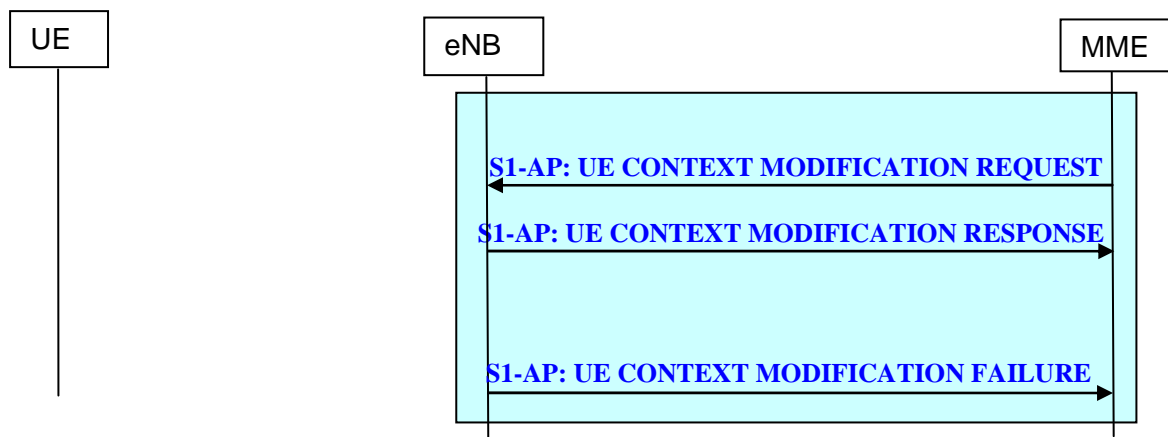 UE
eNB
MME
S1-AP: UE CONTEXT MODIFICATION REQUEST
S1-AP: UE CONTEXT MODIFICATION RESPONSE
S1-AP: UE CONTEXT MODIFICATION FAILURE